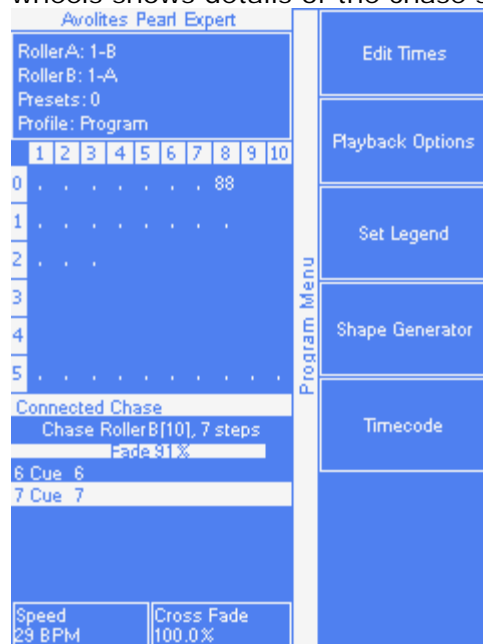 wheels shows details of the chase s
Avolites Pearl Expert
RollerA: 1-B
RollerB: 1-A
Presets: 0
Profile: Program
1 2 3 4 5 6 7 8 9 10
0 . . . . . . . 88
1 . . . . . . . .
2 . . .
3
4
5 . . . . . . . . . .
Connected Chase
Chase RollerB[10], 7 steps
Fade 91%
6 Cue 6
7 Cue 7
Speed
29 BPM
Cross Fade
100.0%
Program Menu
Edit Times
Playback Options
Set Legend
Shape Generator
Timecode